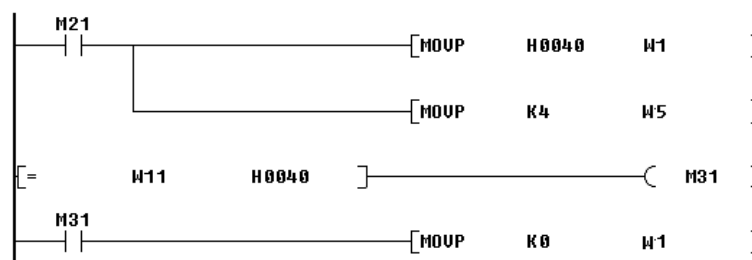 M21
[MOVP H0040 W1 ]
[MOVP K4 W5 ]
[= W11 H0040 ] ( M31 )
M31
[MOVP K0 W1 ]